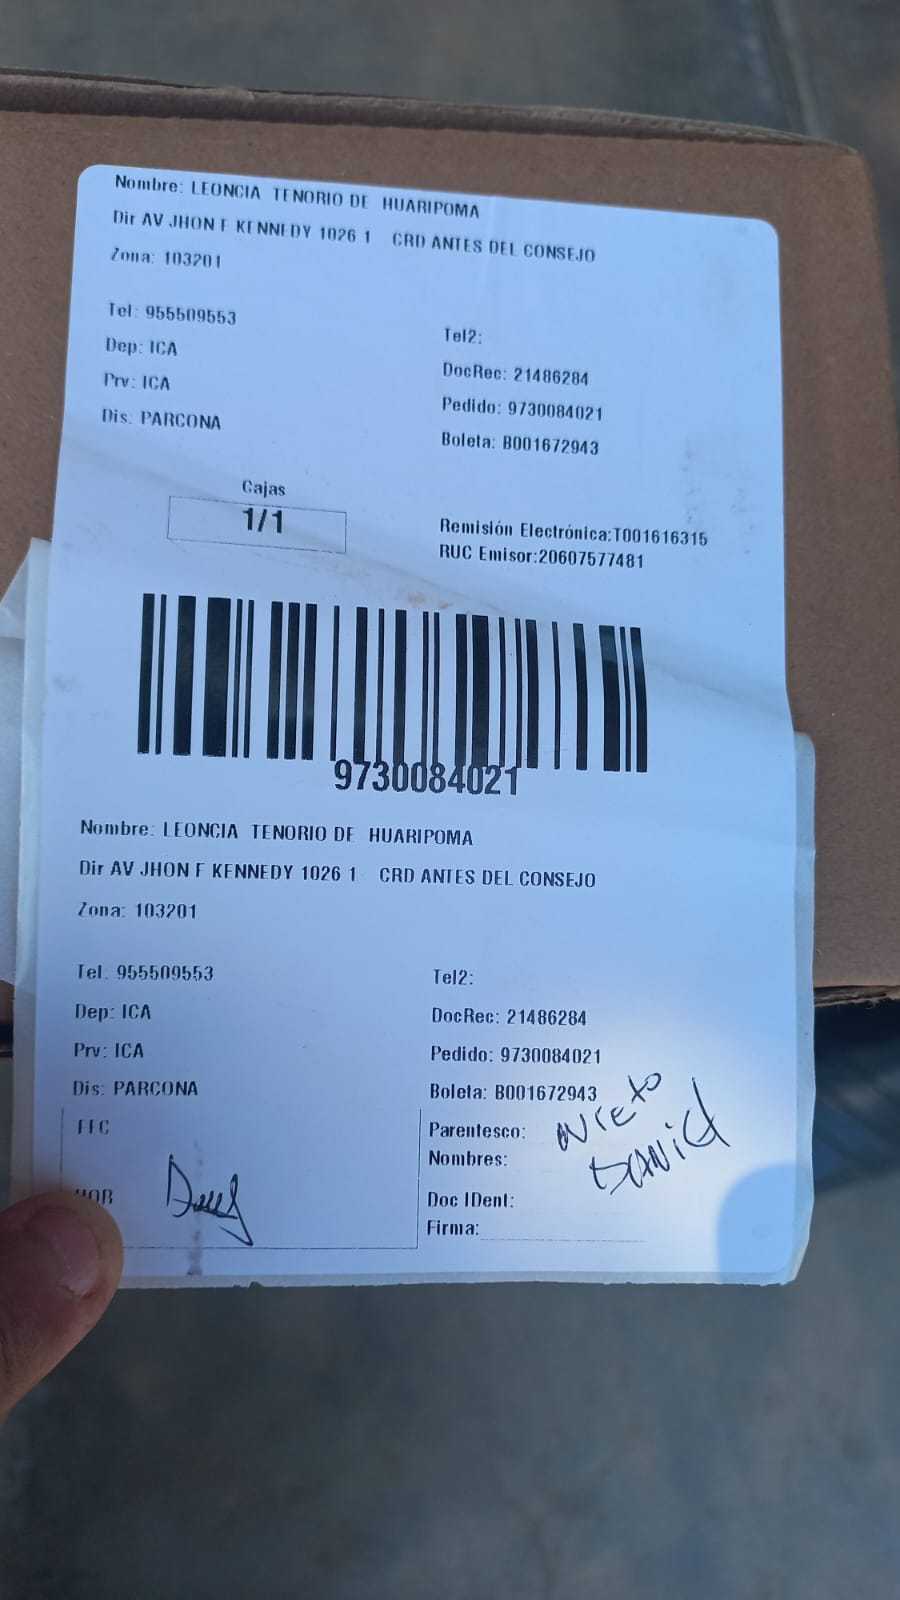 Nombre: LEONCIA TENORIO DE HUARIPOMA
Dir AV JHON F KENNEDY 1026 1 CRD ANTES DEL CONSEJO
Zona: 103201
Tel: 955509553
Tel2:
Dep: ICA
DocRec: 21486284
Prv: ICA
Pedido: 9730084021
Dis: PARCONA
Boleta: B001672943
Cajas
1/1
Remisión Electrónica:T001616315
RUC Emisor:20607577481
9730084021
Nombre: LEONCIA TENORIO DE HUARIPOMA
Dir AV JHON F KENNEDY 1026 1 CRD ANTES DEL CONSEJO
Zona: 103201
Tel: 955509553
Tel2:
Dep: ICA
DocRec: 21486284
Prv: ICA
Pedido: 9730084021
Dis: PARCONA
Boleta: B001672943
Parentesco: Nieto
Nombres: Daniel
Doc IDent:
Firma: